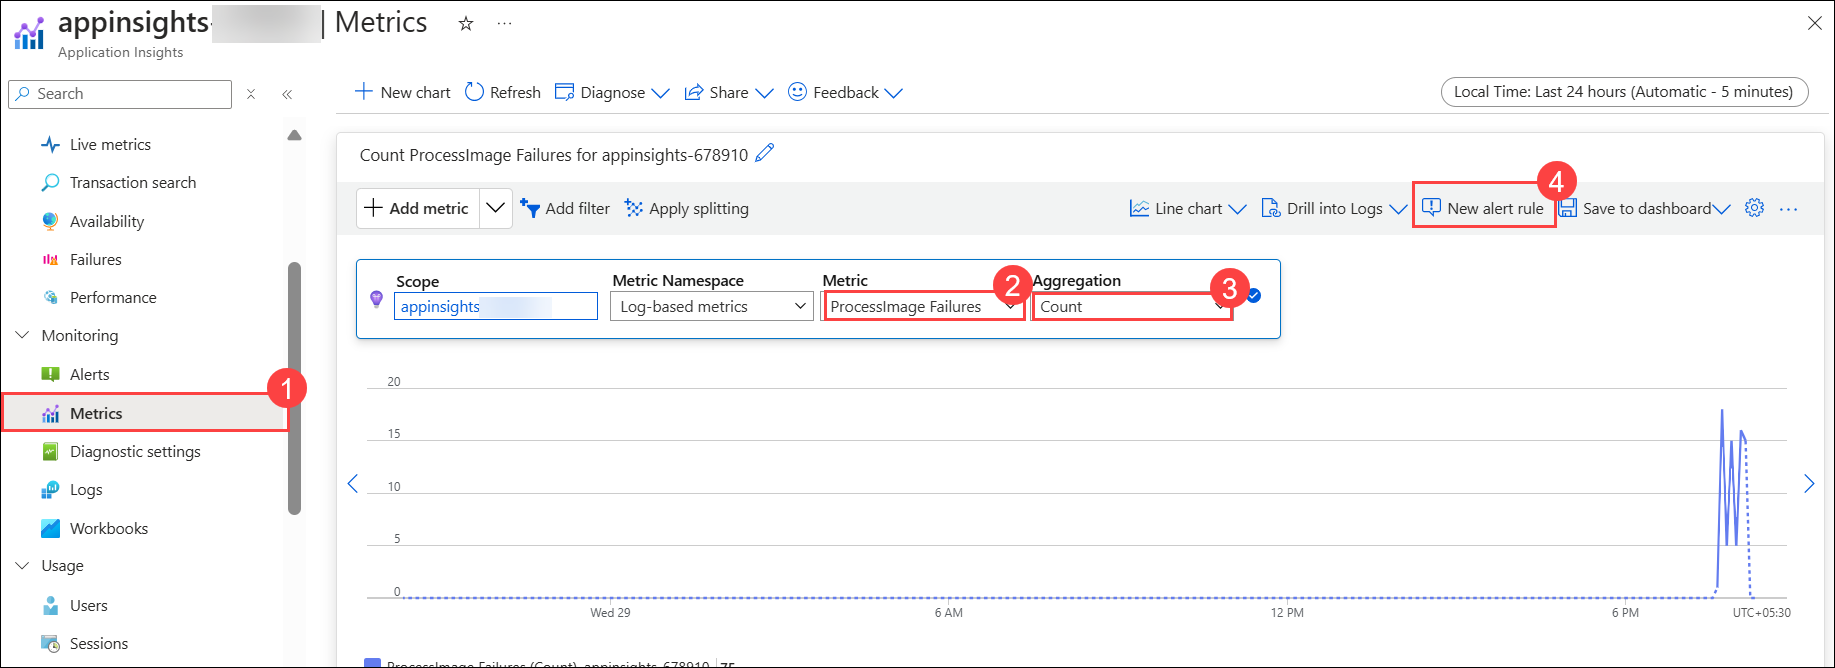 appinsights- | Metrics
Application Insights
Search
New chart Refresh Diagnose Share Feedback
Local Time: Last 24 hours (Automatic - 5 minutes)
Live metrics
Transaction search
Availability
Failures
Performance
Monitoring
Alerts
1
Metrics
Diagnostic settings
Logs
Workbooks
Usage
Users
Sessions
Count ProcessImage Failures for appinsights-678910
4
Add metric Add filter Apply splitting Line chart Drill into Logs New alert rule Save to dashboard
Scope Metric Namespace Metric 2 Aggregation 3
appinsights Log-based metrics ProcessImage Failures Count
20
15
10
5
0
Wed 29 6 AM 12 PM 6 PM UTC+05:30
ProcessImage Failures (Count), appinsights-678910 | 75